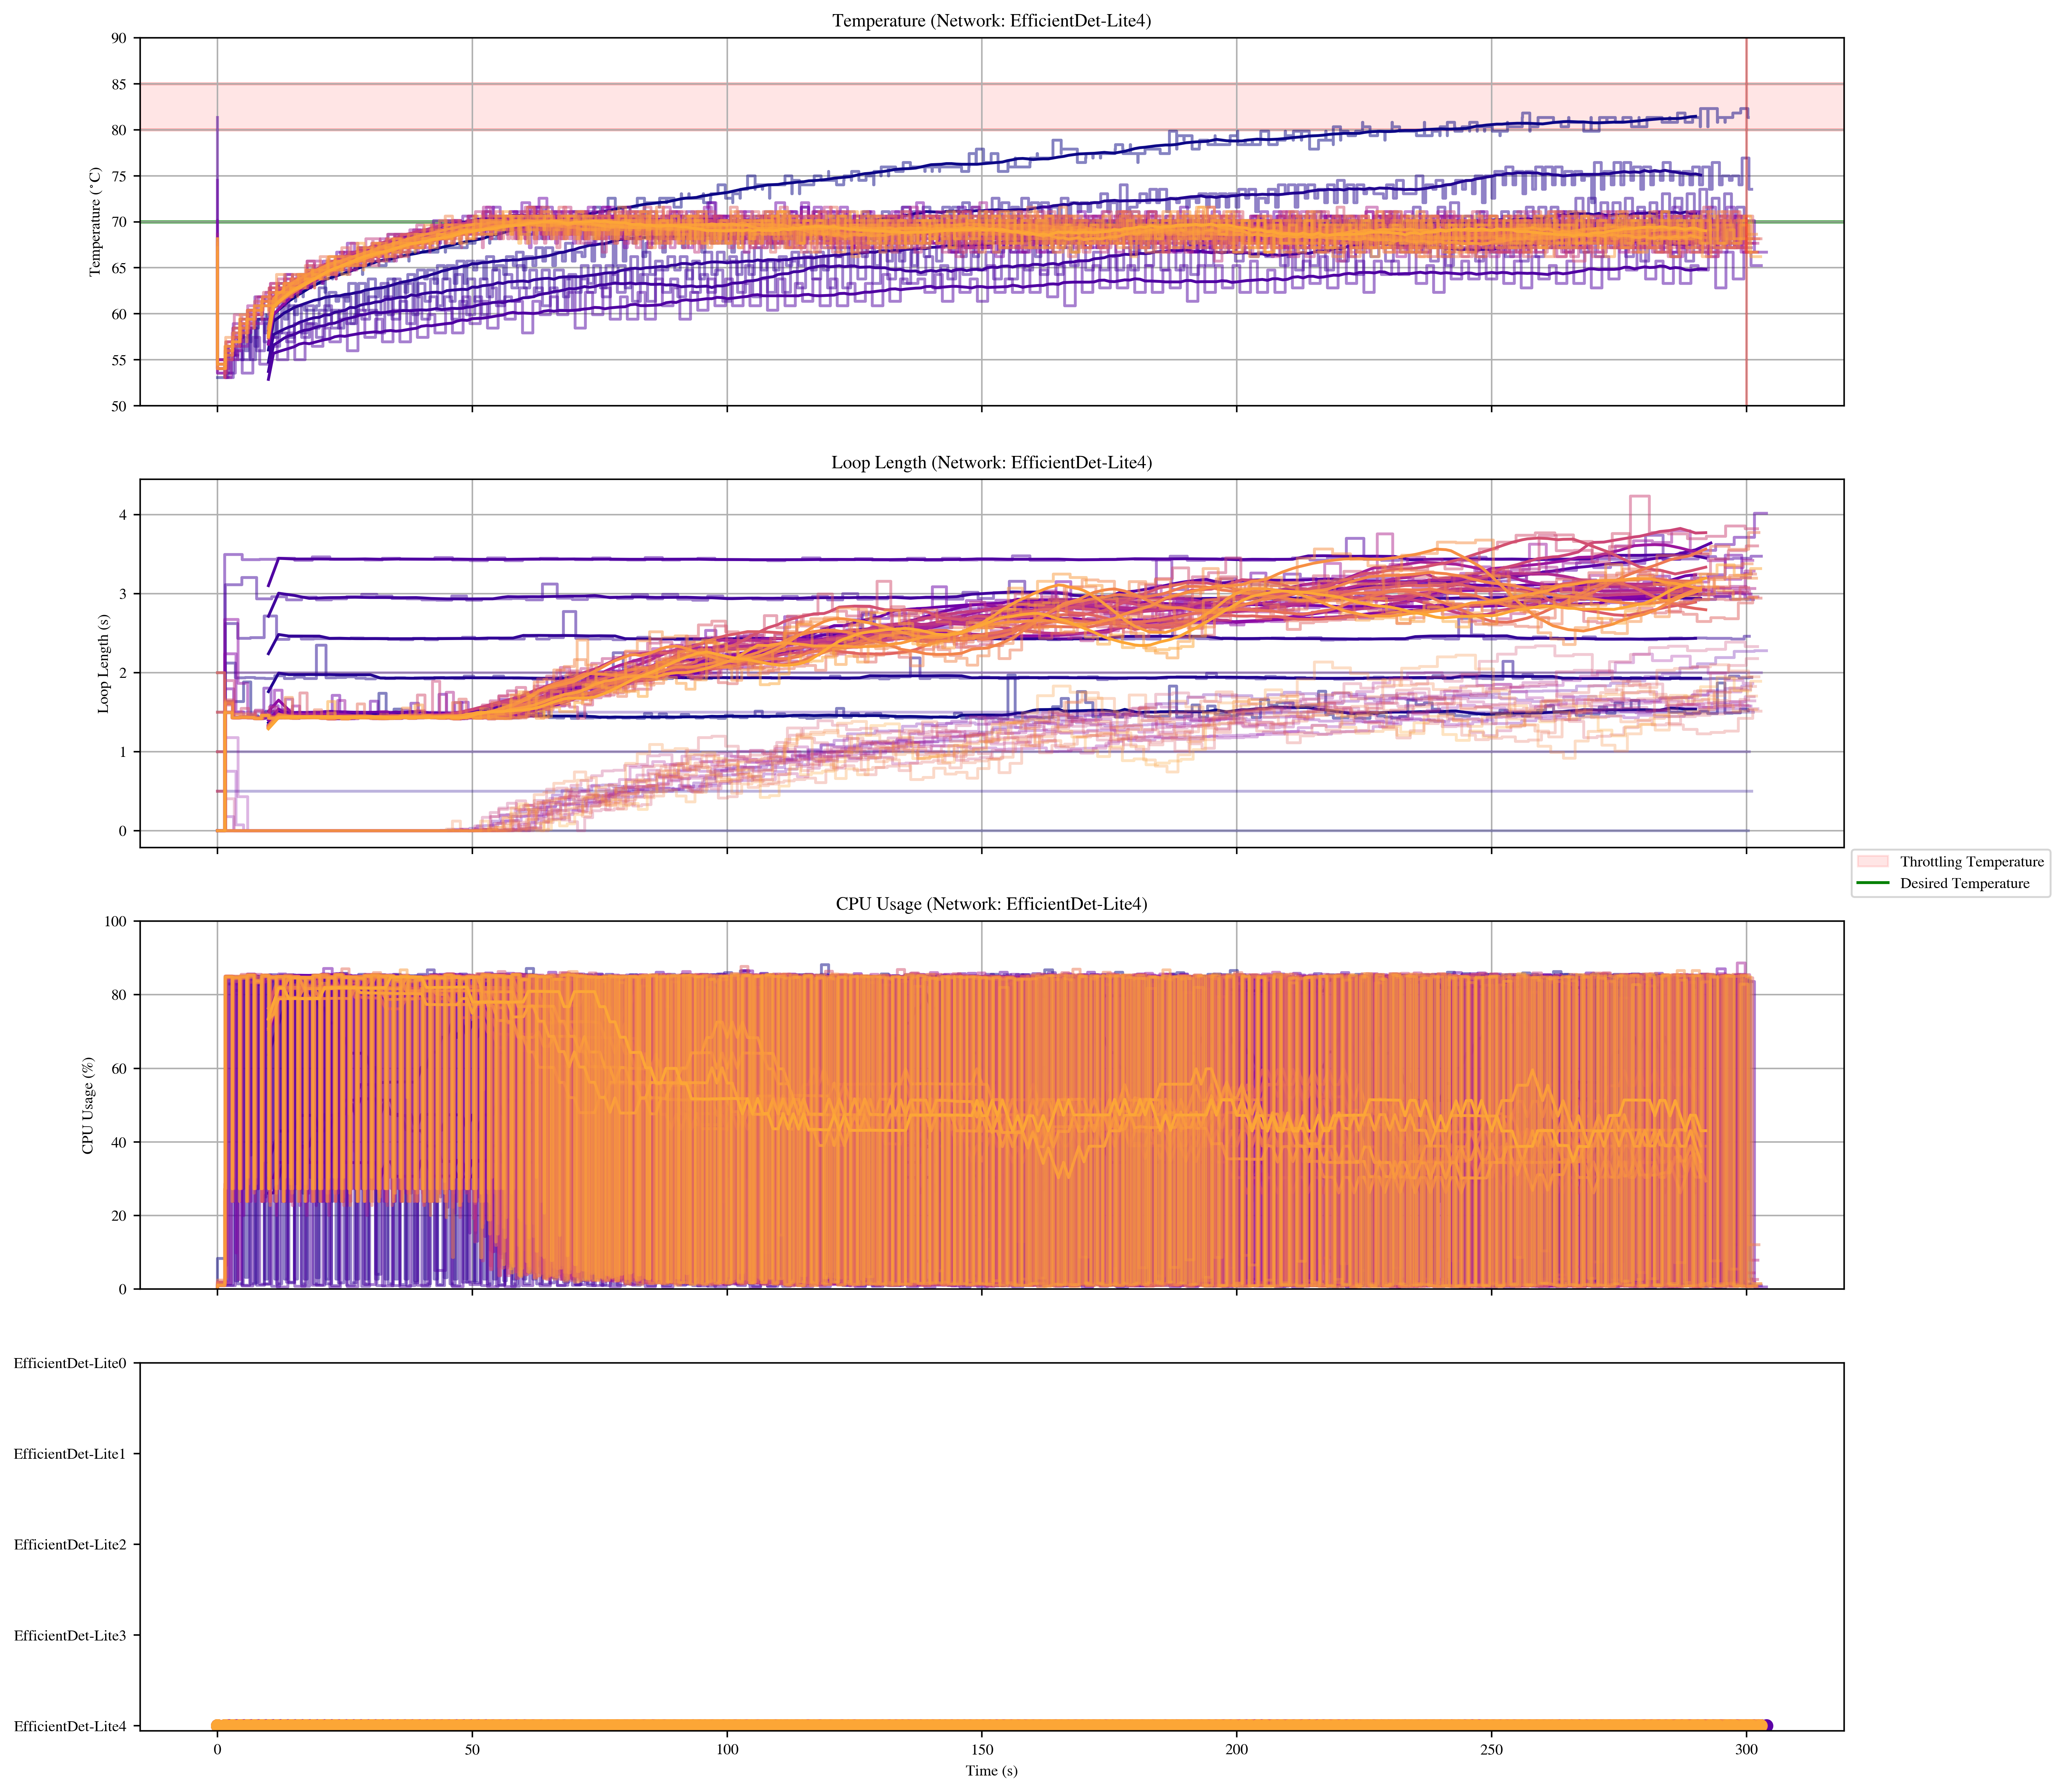 Temperature (Network: EfficientDet-Lite4)
90
85
80
75
70
65
60
55
50
Temperature (°C)
Loop Length (Network: EfficientDet-Lite4)
4
3
2
1
0
Loop Length (s)
Throttling Temperature
Desired Temperature
CPU Usage (Network: EfficientDet-Lite4)
100
80
60
40
20
0
CPU Usage (%)
EfficientDet-Lite0
EfficientDet-Lite1
EfficientDet-Lite2
EfficientDet-Lite3
EfficientDet-Lite4
0 50 100 150 200 250 300
Time (s)